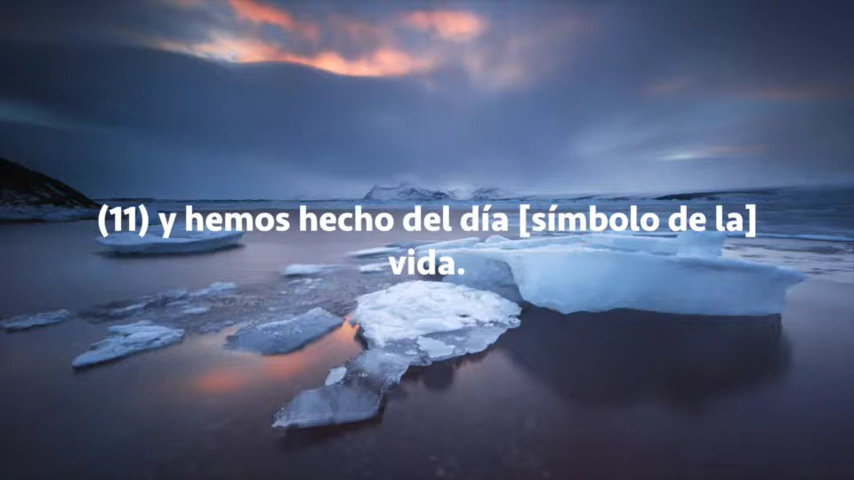 (11) y hemos hecho del día [símbolo de la]
vida.